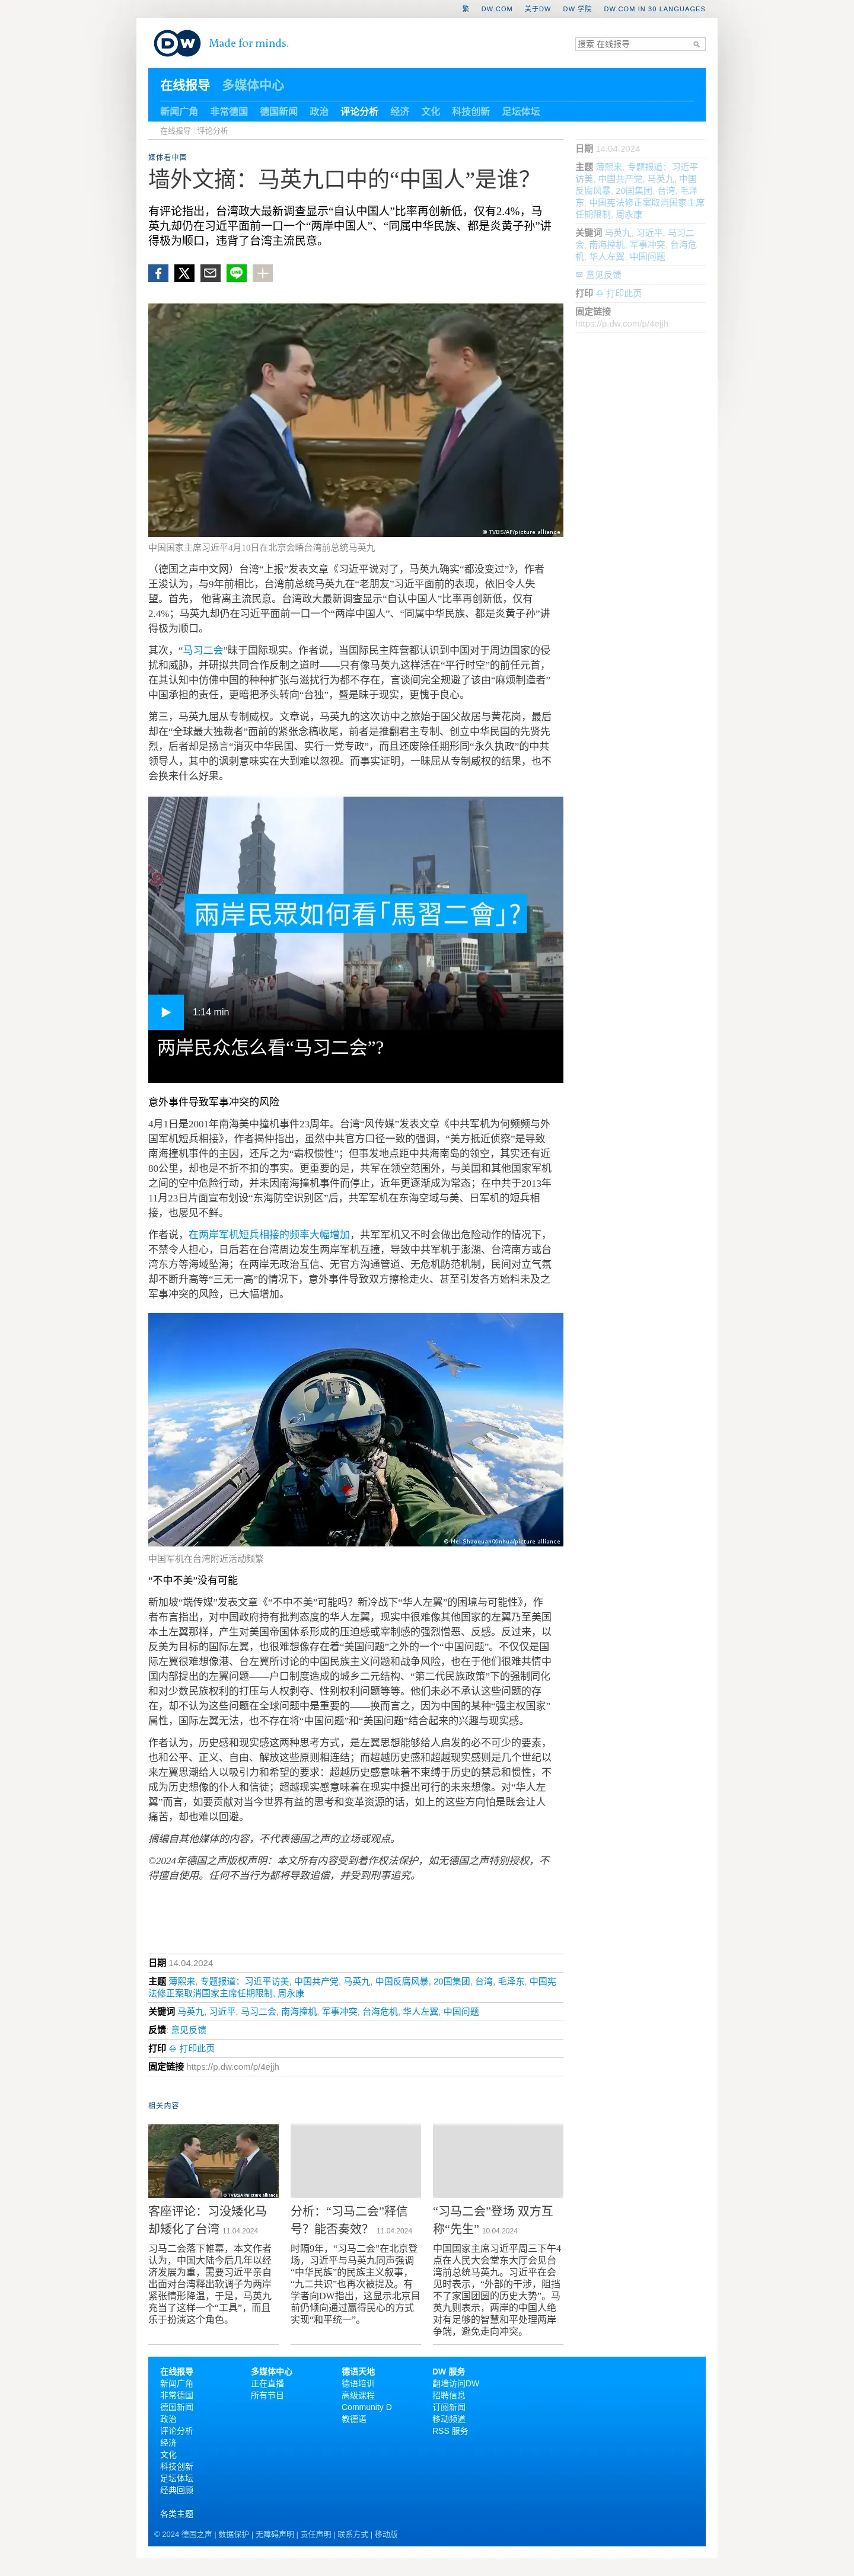 繁 DW.COM 关于DW DW 学院 DW.COM IN 30 LANGUAGES
DW Made for minds.
搜索 在线报导
在线报导 多媒体中心
新闻广角 非常德国 德国新闻 政治 评论分析 经济 文化 科技创新 足坛体坛
在线报导 / 评论分析
媒体看中国
墙外文摘：马英九口中的“中国人”是谁？
有评论指出，台湾政大最新调查显示“自认中国人”比率再创新低，仅有2.4%，马
英九却仍在习近平面前一口一个“两岸中国人”、“同属中华民族、都是炎黄子孙”讲
得极为顺口，违背了台湾主流民意。
日期 14.04.2024
主题 薄熙来, 专题报道：习近平
访美, 中国共产党, 马英九, 中国
反腐风暴, 20国集团, 台湾, 毛泽
东, 中国宪法修正案取消国家主席
任期限制, 周永康
关键词 马英九, 习近平, 马习二
会, 南海撞机, 军事冲突, 台海危
机, 华人左翼, 中国问题
意见反馈
打印 打印此页
固定链接
https://p.dw.com/p/4ejjh
© TVBS/AP/picture alliance
中国国家主席习近平4月10日在北京会晤台湾前总统马英九
（德国之声中文网）台湾“上报”发表文章《习近平说对了，马英九确实“都没变过”》，作者
王浚认为，与9年前相比，台湾前总统马英九在“老朋友”习近平面前的表现，依旧令人失
望。首先， 他背离主流民意。台湾政大最新调查显示“自认中国人”比率再创新低，仅有
2.4%；马英九却仍在习近平面前一口一个“两岸中国人”、“同属中华民族、都是炎黄子孙”讲
得极为顺口。
其次，“马习二会”昧于国际现实。作者说，当国际民主阵营都认识到中国对于周边国家的侵
扰和威胁，并研拟共同合作反制之道时——只有像马英九这样活在“平行时空”的前任元首，
在其认知中仿佛中国的种种扩张与滋扰行为都不存在，言谈间完全规避了该由“麻烦制造者”
中国承担的责任，更暗把矛头转向“台独”，暨是昧于现实，更愧于良心。
第三，马英九屈从专制威权。文章说，马英九的这次访中之旅始于国父故居与黄花岗，最后
却在“全球最大独裁者”面前的紧张念稿收尾，前者是推翻君主专制、创立中华民国的先贤先
烈，后者却是扬言“消灭中华民国、实行一党专政”，而且还废除任期形同“永久执政”的中共
领导人，其中的讽刺意味实在大到难以忽视。而事实证明，一昧屈从专制威权的结果，也不
会换来什么好果。
兩岸民眾如何看「馬習二會」?
1:14 min
两岸民众怎么看“马习二会”?
意外事件导致军事冲突的风险
4月1日是2001年南海美中撞机事件23周年。台湾“风传媒”发表文章《中共军机为何频频与外
国军机短兵相接》，作者揭仲指出，虽然中共官方口径一致的强调，“美方抵近侦察”是导致
南海撞机事件的主因，还斥之为“霸权惯性”；但事发地点距中共海南岛的领空，其实还有近
80公里，却也是不折不扣的事实。更重要的是，共军在领空范围外，与美国和其他国家军机
之间的空中危险行动，并未因南海撞机事件而停止，近年更逐渐成为常态；在中共于2013年
11月23日片面宣布划设“东海防空识别区”后，共军军机在东海空域与美、日军机的短兵相
接，也屡见不鲜。
作者说，在两岸军机短兵相接的频率大幅增加，共军军机又不时会做出危险动作的情况下，
不禁令人担心，日后若在台湾周边发生两岸军机互撞，导致中共军机于澎湖、台湾南方或台
湾东方等海域坠海；在两岸无政治互信、无官方沟通管道、无危机防范机制，民间对立气氛
却不断升高等“三无一高”的情况下，意外事件导致双方擦枪走火、甚至引发各方始料未及之
军事冲突的风险，已大幅增加。
© Mei Shaoquan/Xinhua/picture alliance
中国军机在台湾附近活动频繁
“不中不美”没有可能
新加坡“端传媒”发表文章《“不中不美”可能吗？新冷战下“华人左翼”的困境与可能性》，作
者布言指出，对中国政府持有批判态度的华人左翼，现实中很难像其他国家的左翼乃至美国
本土左翼那样，产生对美国帝国体系形成的压迫感或宰制感的强烈憎恶、反感。反过来，以
反美为目标的国际左翼，也很难想像存在着“美国问题”之外的一个“中国问题”。不仅仅是国
际左翼很难想像港、台左翼所讨论的中国民族主义问题和战争风险，也在于他们很难共情中
国内部提出的左翼问题——户口制度造成的城乡二元结构、“第二代民族政策”下的强制同化
和对少数民族权利的打压与人权剥夺、性别权利问题等等。他们未必不承认这些问题的存
在，却不认为这些问题在全球问题中是重要的——换而言之，因为中国的某种“强主权国家”
属性，国际左翼无法，也不存在将“中国问题”和“美国问题”结合起来的兴趣与现实感。
作者认为，历史感和现实感这两种思考方式，是左翼思想能够给人启发的必不可少的要素，
也和公平、正义、自由、解放这些原则相连结；而超越历史感和超越现实感则是几个世纪以
来左翼思潮给人以吸引力和希望的要求：超越历史感意味着不束缚于历史的禁忌和惯性，不
成为历史想像的仆人和信徒；超越现实感意味着在现实中提出可行的未来想像。对“华人左
翼”而言，如要贡献对当今世界有益的思考和变革资源的话，如上的这些方向怕是既会让人
痛苦，却也难以回避。
摘编自其他媒体的内容，不代表德国之声的立场或观点。
©2024年德国之声版权声明：本文所有内容受到着作权法保护，如无德国之声特别授权，不
得擅自使用。任何不当行为都将导致追偿，并受到刑事追究。
日期 14.04.2024
主题 薄熙来, 专题报道：习近平访美, 中国共产党, 马英九, 中国反腐风暴, 20国集团, 台湾, 毛泽东, 中国宪
法修正案取消国家主席任期限制, 周永康
关键词 马英九, 习近平, 马习二会, 南海撞机, 军事冲突, 台海危机, 华人左翼, 中国问题
反馈: 意见反馈
打印 打印此页
固定链接 https://p.dw.com/p/4ejjh
相关内容
© TVBS/AP/picture alliance
客座评论：习没矮化马
却矮化了台湾 11.04.2024
习马二会落下帷幕，本文作者
认为，中国大陆今后几年以经
济发展为重，需要习近平亲自
出面对台湾释出软调子为两岸
紧张情形降温，于是，马英九
充当了这样一个“工具”，而且
乐于扮演这个角色。
分析：“习马二会”释信
号？能否奏效？ 11.04.2024
时隔9年，“习马二会”在北京登
场，习近平与马英九同声强调
“中华民族”的民族主义叙事，
“九二共识”也再次被提及。有
学者向DW指出，这显示北京目
前仍倾向通过赢得民心的方式
实现“和平统一”。
“习马二会”登场 双方互
称“先生” 10.04.2024
中国国家主席习近平周三下午4
点在人民大会堂东大厅会见台
湾前总统马英九。习近平在会
见时表示，“外部的干涉，阻挡
不了家国团圆的历史大势”。马
英九则表示，两岸的中国人绝
对有足够的智慧和平处理两岸
争端，避免走向冲突。
在线报导
新闻广角
非常德国
德国新闻
政治
评论分析
经济
文化
科技创新
足坛体坛
经典回顾
各类主题
多媒体中心
正在直播
所有节目
德语天地
德语培训
高级课程
Community D
教德语
DW 服务
翻墙访问DW
招聘信息
订阅新闻
移动频道
RSS 服务
© 2024 德国之声 | 数据保护 | 无障碍声明 | 责任声明 | 联系方式 | 移动版